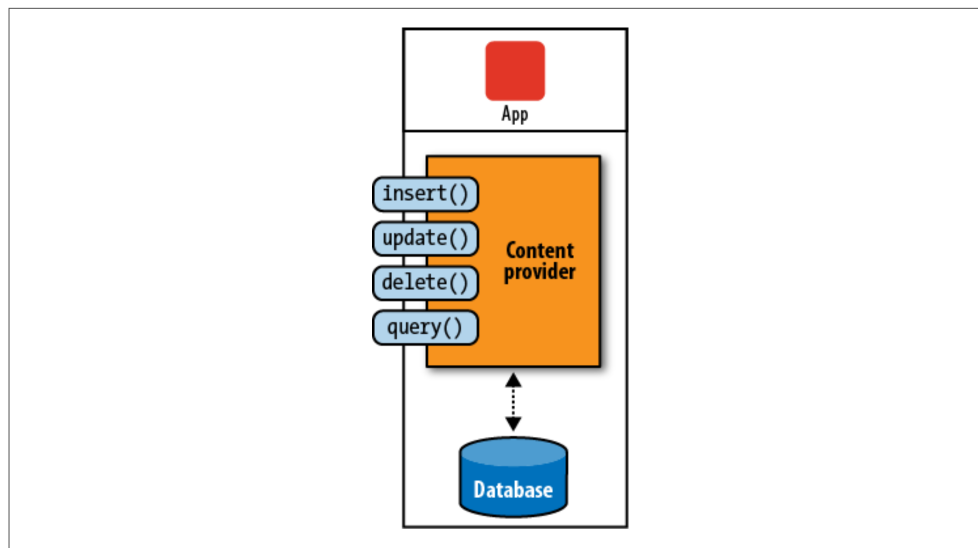 App
insert()
update()
delete()
query()
Content
provider
Database